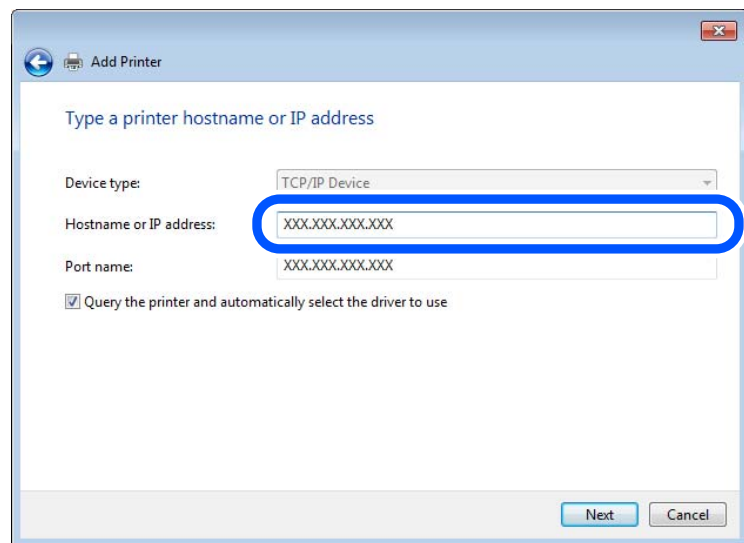 Add Printer
Type a printer hostname or IP address
Device type: TCP/IP Device
Hostname or IP address: XXX.XXX.XXX.XXX
Port name: XXX.XXX.XXX.XXX
Query the printer and automatically select the driver to use
Next Cancel